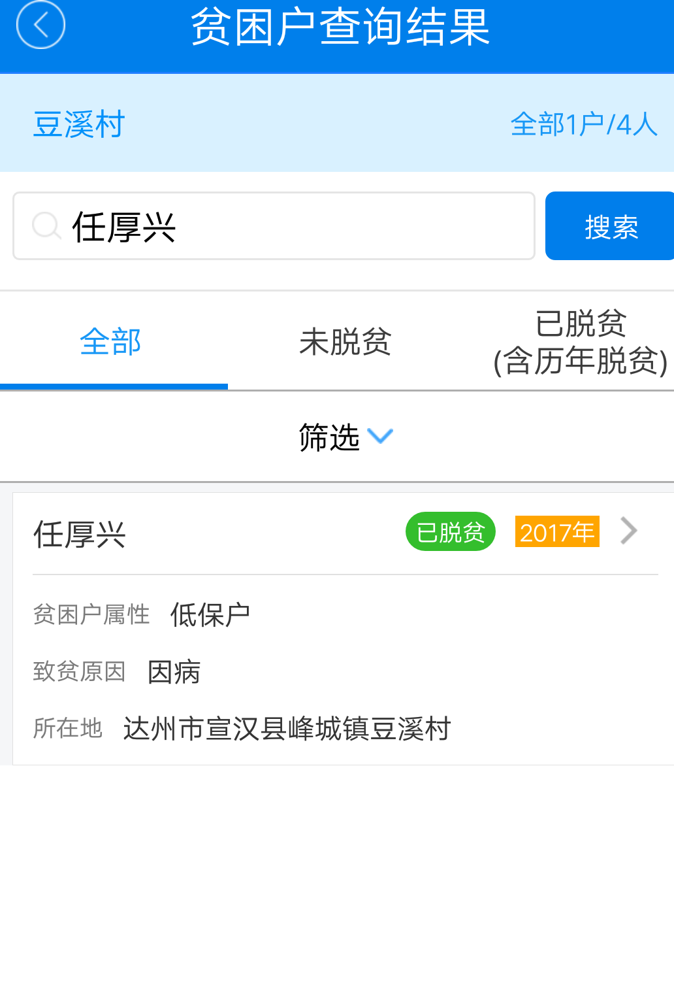 贫困户查询结果
豆溪村 全部1户/4人
任厚兴 搜索
全部 未脱贫 已脱贫
(含历年脱贫)
筛选
任厚兴 已脱贫 2017年
贫困户属性 低保户
致贫原因 因病
所在地 达州市宣汉县峰城镇豆溪村